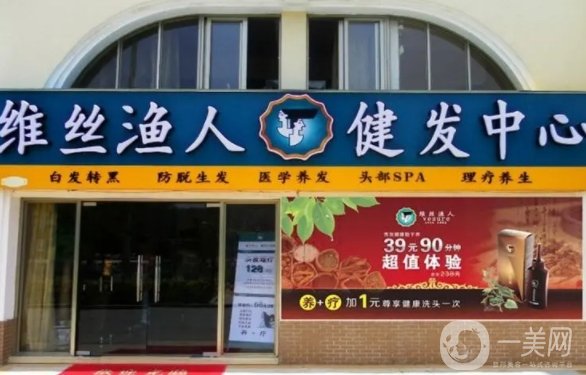 维丝渔人 健发中心
白发转黑 防脱生发 医学养发 头部SPA 理疗养生
维丝渔人
vesure
39元90分钟
超值体验
养+疗 加1元尊享健康洗头一次
一美网